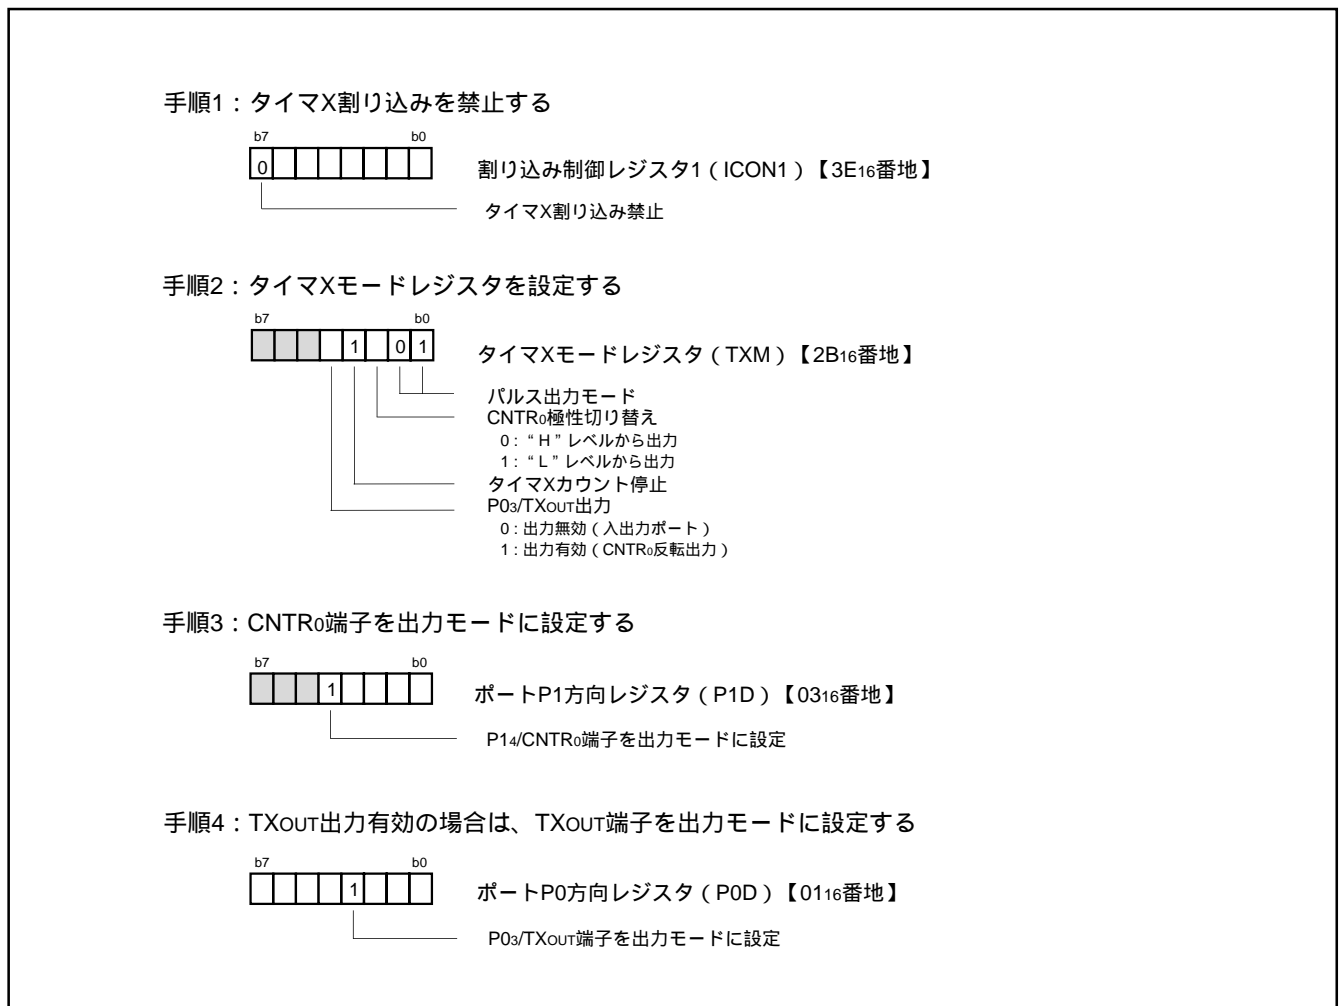 手順1：タイマX割り込みを禁止する
b7 b0
0
割り込み制御レジスタ1（ICON1）【3E16番地】
タイマX割り込み禁止
手順2：タイマXモードレジスタを設定する
b7 b0
1 0 1
タイマXモードレジスタ（TXM）【2B16番地】
パルス出力モード
CNTR0極性切り替え
0：“H”レベルから出力
1：“L”レベルから出力
タイマXカウント停止
P03/TXOUT出力
0：出力無効（入出力ポート）
1：出力有効（CNTR0反転出力）
手順3：CNTR0端子を出力モードに設定する
b7 b0
1
ポートP1方向レジスタ（P1D）【0316番地】
P14/CNTR0端子を出力モードに設定
手順4：TXOUT出力有効の場合は、TXOUT端子を出力モードに設定する
b7 b0
1
ポートP0方向レジスタ（P0D）【0116番地】
P03/TXOUT端子を出力モードに設定